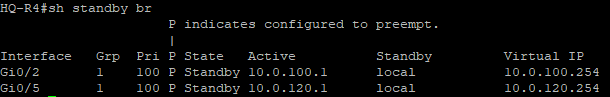 HQ-R4#sh standby br
P indicates configured to preempt.
|
Interface Grp Pri P State Active Standby Virtual IP
Gi0/2 1 100 P Standby 10.0.100.1 local 10.0.100.254
Gi0/5 1 100 P Standby 10.0.120.1 local 10.0.120.254